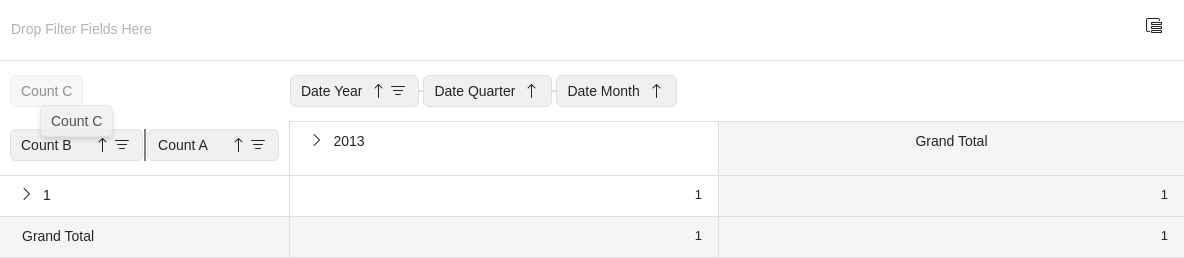 Drop Filter Fields Here
Count C
Date Year
Date Quarter
Date Month
Count C
Count B
Count A
2013
Grand Total
1
1
1
Grand Total
1
1